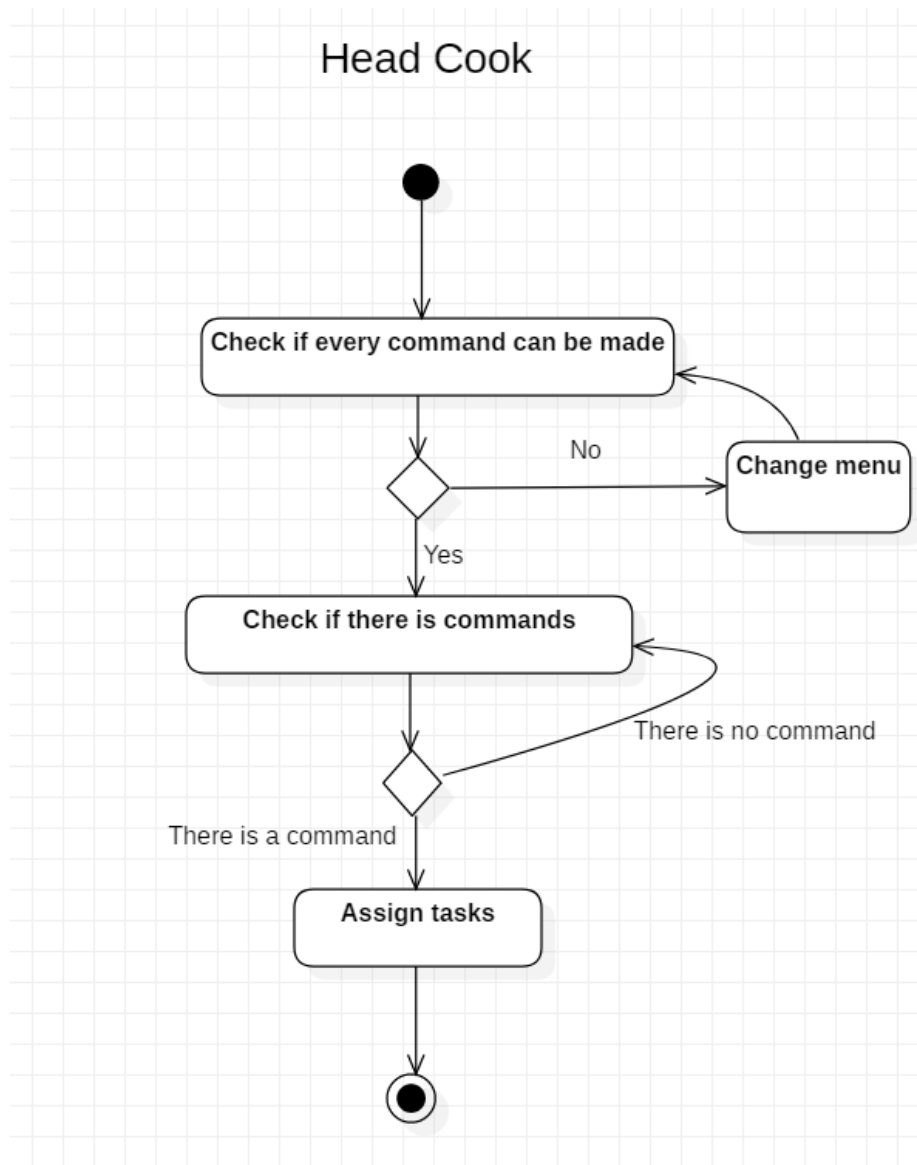 Head Cook
Check if every command can be made
No
Change menu
Yes
Check if there is commands
There is no command
There is a command
Assign tasks